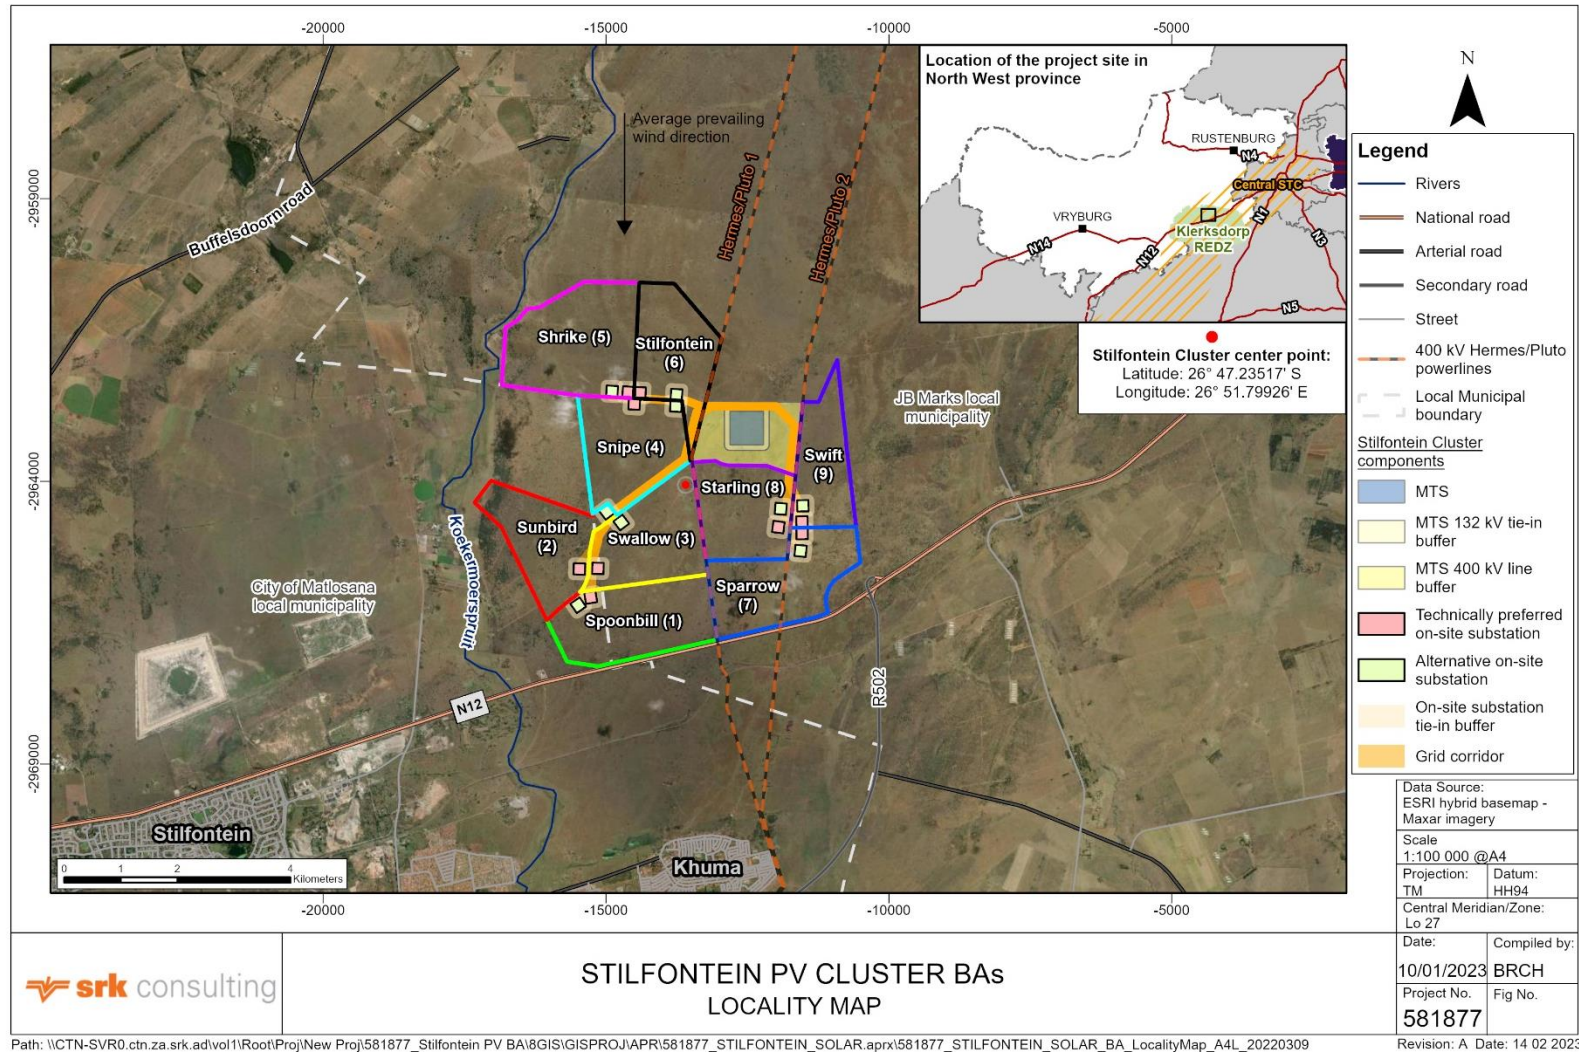 -20000
-15000
-10000
-5000
-2959000
-2964000
-2969000
Average prevailing
wind direction
Hermes/Pluto 1
Hermes/Pluto 2
Buffelsdoorn road
Shrike (5)
Stilfontein
(6)
Snipe (4)
Swift
(9)
Starling (8)
Sunbird
(2)
Swallow (3)
Sparrow
(7)
Spoonbill (1)
JB Marks local
municipality
City of Matlosana
local municipality
Koekermoerspruit
N12
R502
Stilfontein
Khuma
0 1 2 4
Kilometers
-20000
-15000
-10000
-5000
Location of the project site in
North West province
RUSTENBURG
N4
Central STC
VRYBURG
Klerksdorp
REDZ
N14
N12
N1
N3
N5
Stilfontein Cluster center point:
Latitude: 26° 47.23517' S
Longitude: 26° 51.79926' E
N
Legend
Rivers
National road
Arterial road
Secondary road
Street
400 kV Hermes/Pluto
powerlines
Local Municipal
boundary
Stilfontein Cluster
components
MTS
MTS 132 kV tie-in
buffer
MTS 400 kV line
buffer
Technically preferred
on-site substation
Alternative on-site
substation
On-site substation
tie-in buffer
Grid corridor
Data Source:
ESRI hybrid basemap -
Maxar imagery
Scale
1:100 000 @A4
Projection:
TM
Datum:
HH94
Central Meridian/Zone:
Lo 27
Date:
10/01/2023
Compiled by:
BRCH
Project No.
581877
Fig No.
srk consulting
STILFONTEIN PV CLUSTER BAs
LOCALITY MAP
Path: \\CTN-SVR0.ctn.za.srk.ad\vol1\Root\Proj\New Proj\581877_Stilfontein PV BA\8GIS\GISPROJ\APR\581877_STILFONTEIN_SOLAR.aprx\581877_STILFONTEIN_SOLAR_BA_LocalityMap_A4L_20220309
Revision: A Date: 14 02 2023